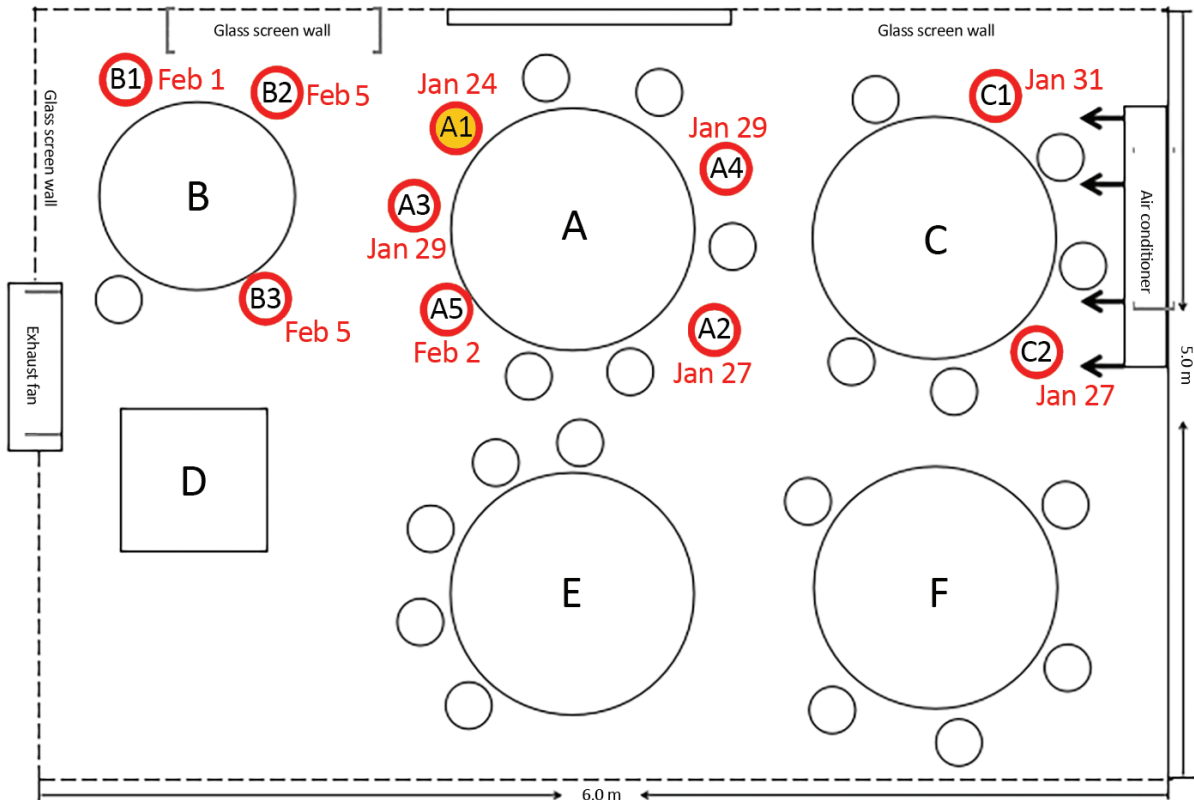 Glass screen wall
Glass screen wall
Glass screen wall
B1 Feb 1
B2 Feb 5
Jan 24
A1
Jan 29
A4
C1 Jan 31
B
A3
Jan 29
A
C
Air conditioner
B3
Feb 5
A5
Feb 2
A2
Jan 27
C2
Jan 27
Exhaust fan
5.0 m
D
E
F
6.0 m